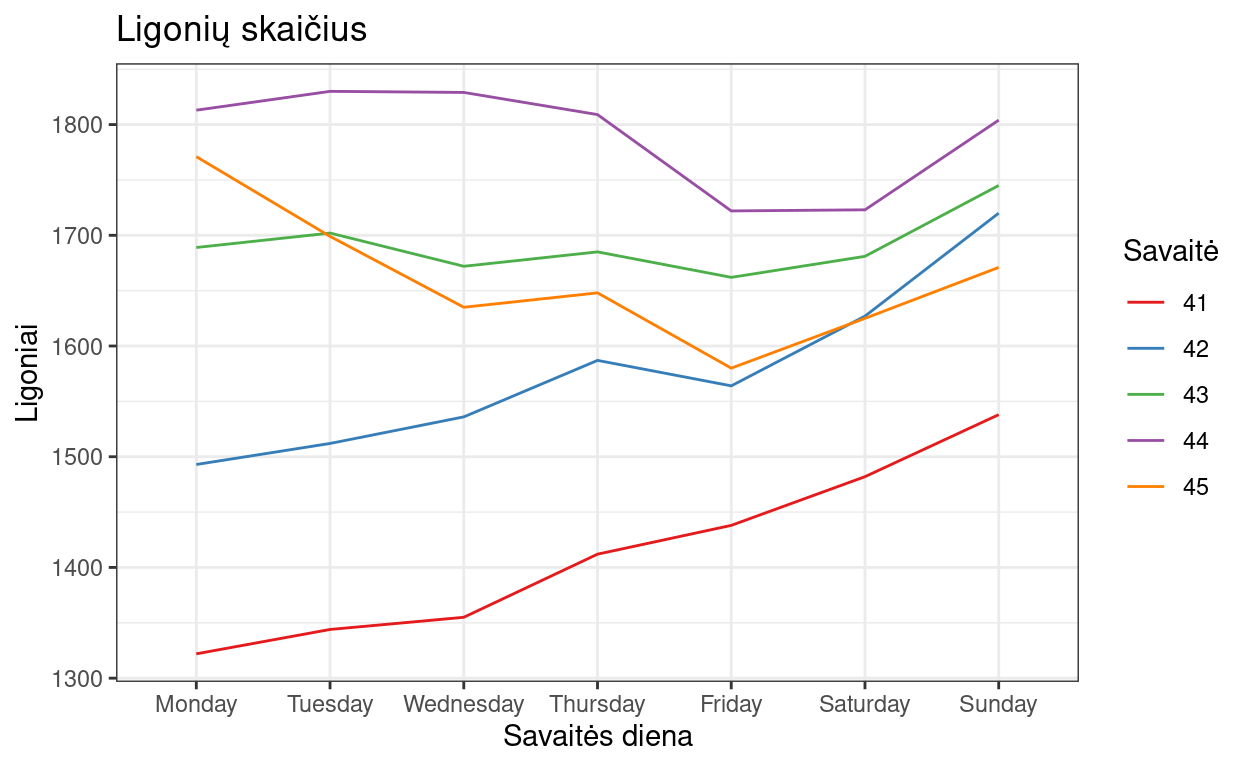 Ligonių skaičius
Ligoniai
1800
1700
1600
1500
1400
1300
Monday Tuesday Wednesday Thursday Friday Saturday Sunday
Savaitės diena
Savaitė
41
42
43
44
45